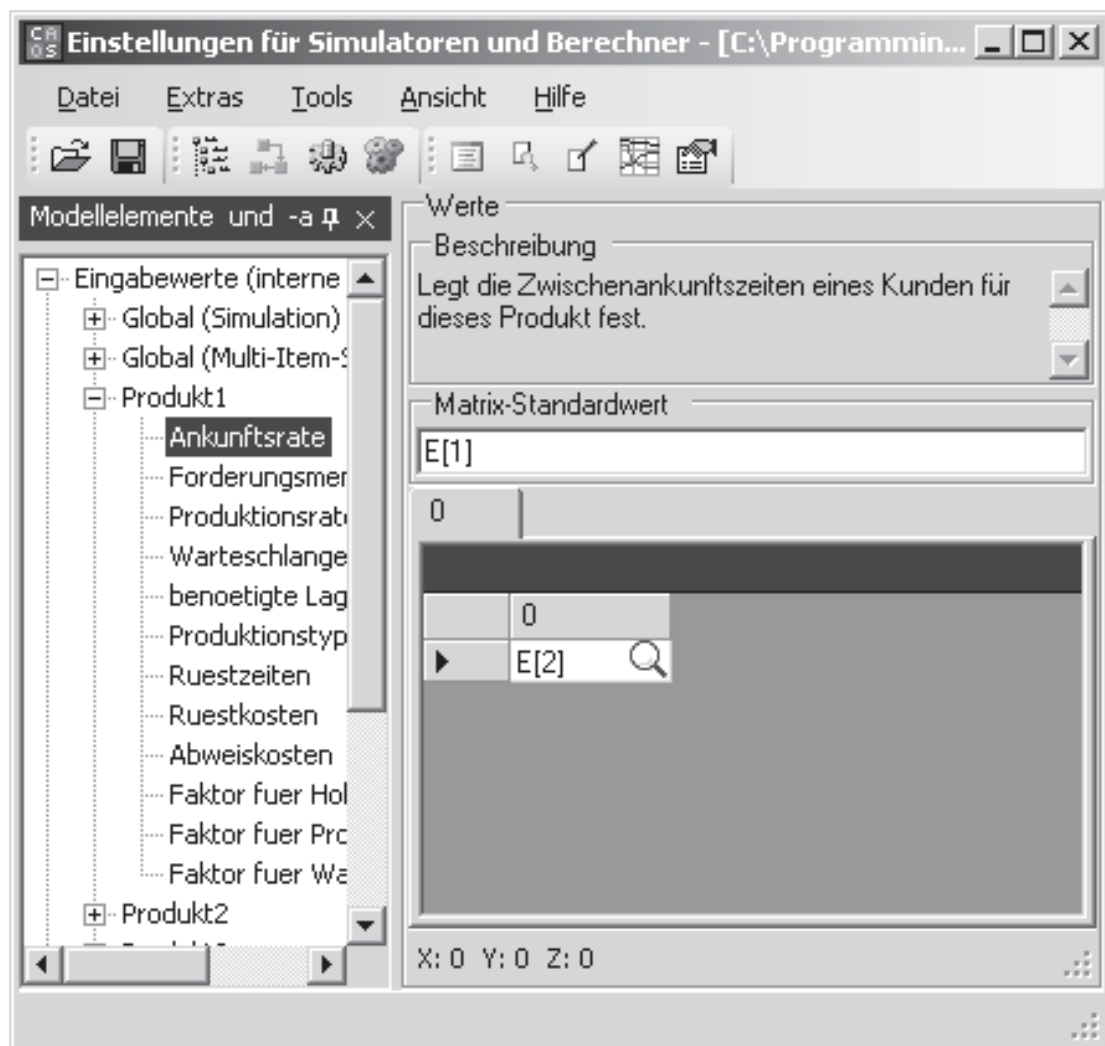 CA OS Einstellungen für Simulatoren und Berechner - [C:\Programmin...
Datei Extras Tools Ansicht Hilfe
Modellelemente und -a
Eingabewerte (interne
Global (Simulation)
Global (Multi-Item-S
Produkt1
Ankunftsrate
Forderungsmer
Produktionsrate
Warteschlange
benoetigte Lag
Produktionstyp
Ruestzeiten
Ruestkosten
Abweiskosten
Faktor fuer Hol
Faktor fuer Pro
Faktor fuer Wa
Produkt2
Werte
Beschreibung
Legt die Zwischenankunftszeiten eines Kunden für
dieses Produkt fest.
Matrix-Standardwert
E[1]
0
0
E[2]
X: 0 Y: 0 Z: 0